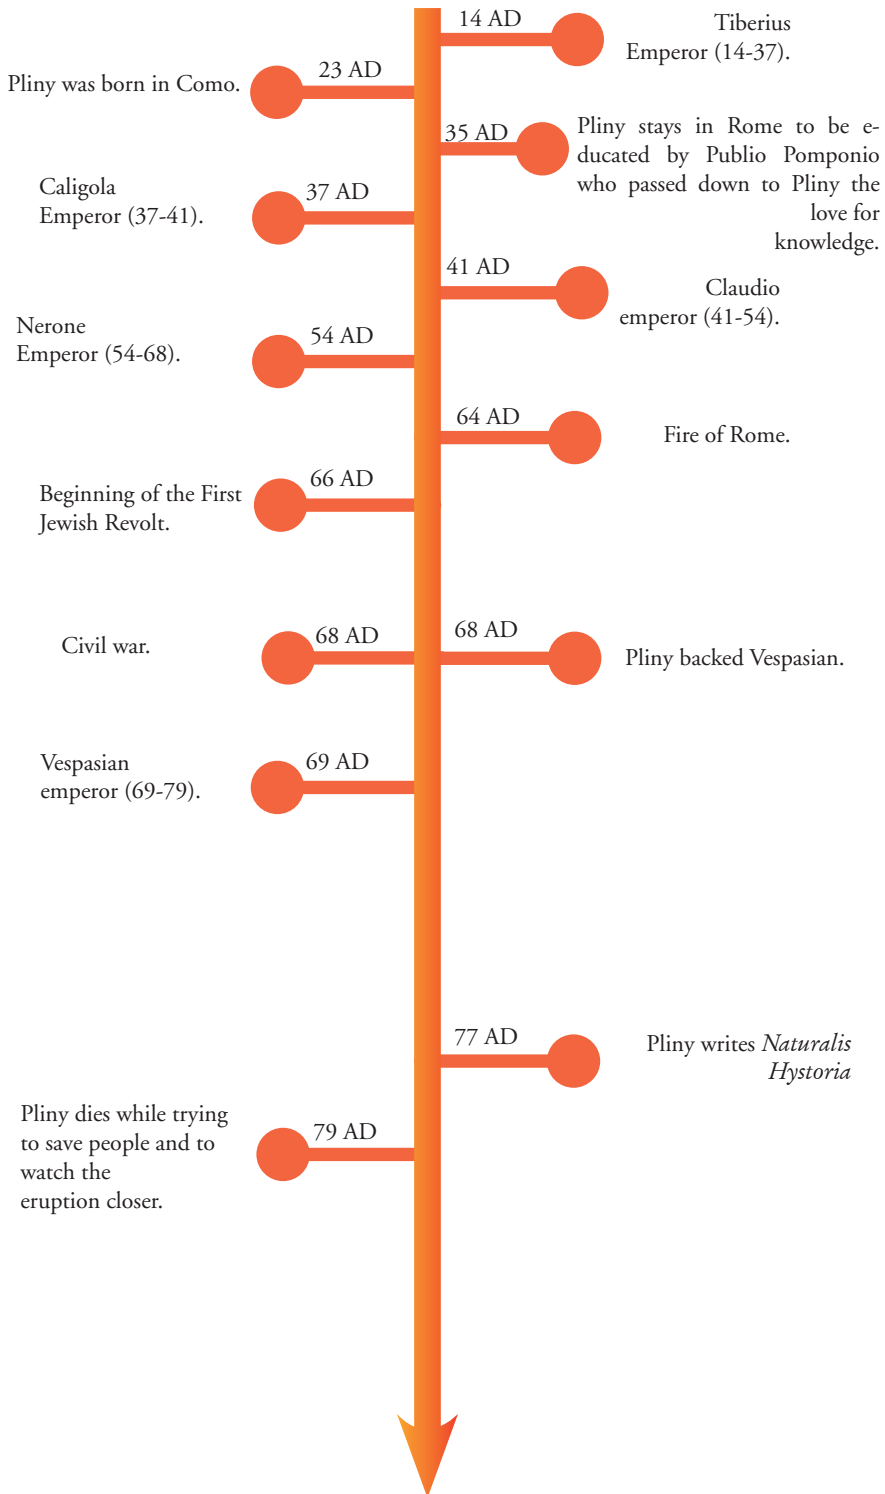 14 AD
Tiberius
Emperor (14-37).
23 AD
Pliny was born in Como.
35 AD
Pliny stays in Rome to be e-
ducated by Publio Pomponio
who passed down to Pliny the
love for
knowledge.
37 AD
Caligola
Emperor (37-41).
41 AD
Claudio
emperor (41-54).
54 AD
Nerone
Emperor (54-68).
64 AD
Fire of Rome.
66 AD
Beginning of the First
Jewish Revolt.
68 AD
Civil war.
68 AD
Pliny backed Vespasian.
69 AD
Vespasian
emperor (69-79).
77 AD
Pliny writes Naturalis
Hystoria
79 AD
Pliny dies while trying
to save people and to
watch the
eruption closer.